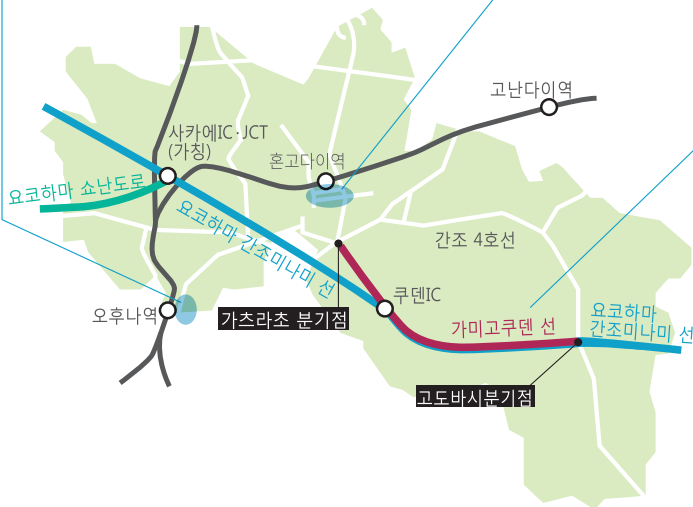 고난다이역
사카에IC·JCT
(가칭)
혼고다이역
요코하마 쇼난도로
요코하마 간조미나미 선
간조 4호선
오후나역
가츠라초 분기점
쿠덴IC
가미고쿠덴 선
요코하마
간조미나미 선
고도바시분기점